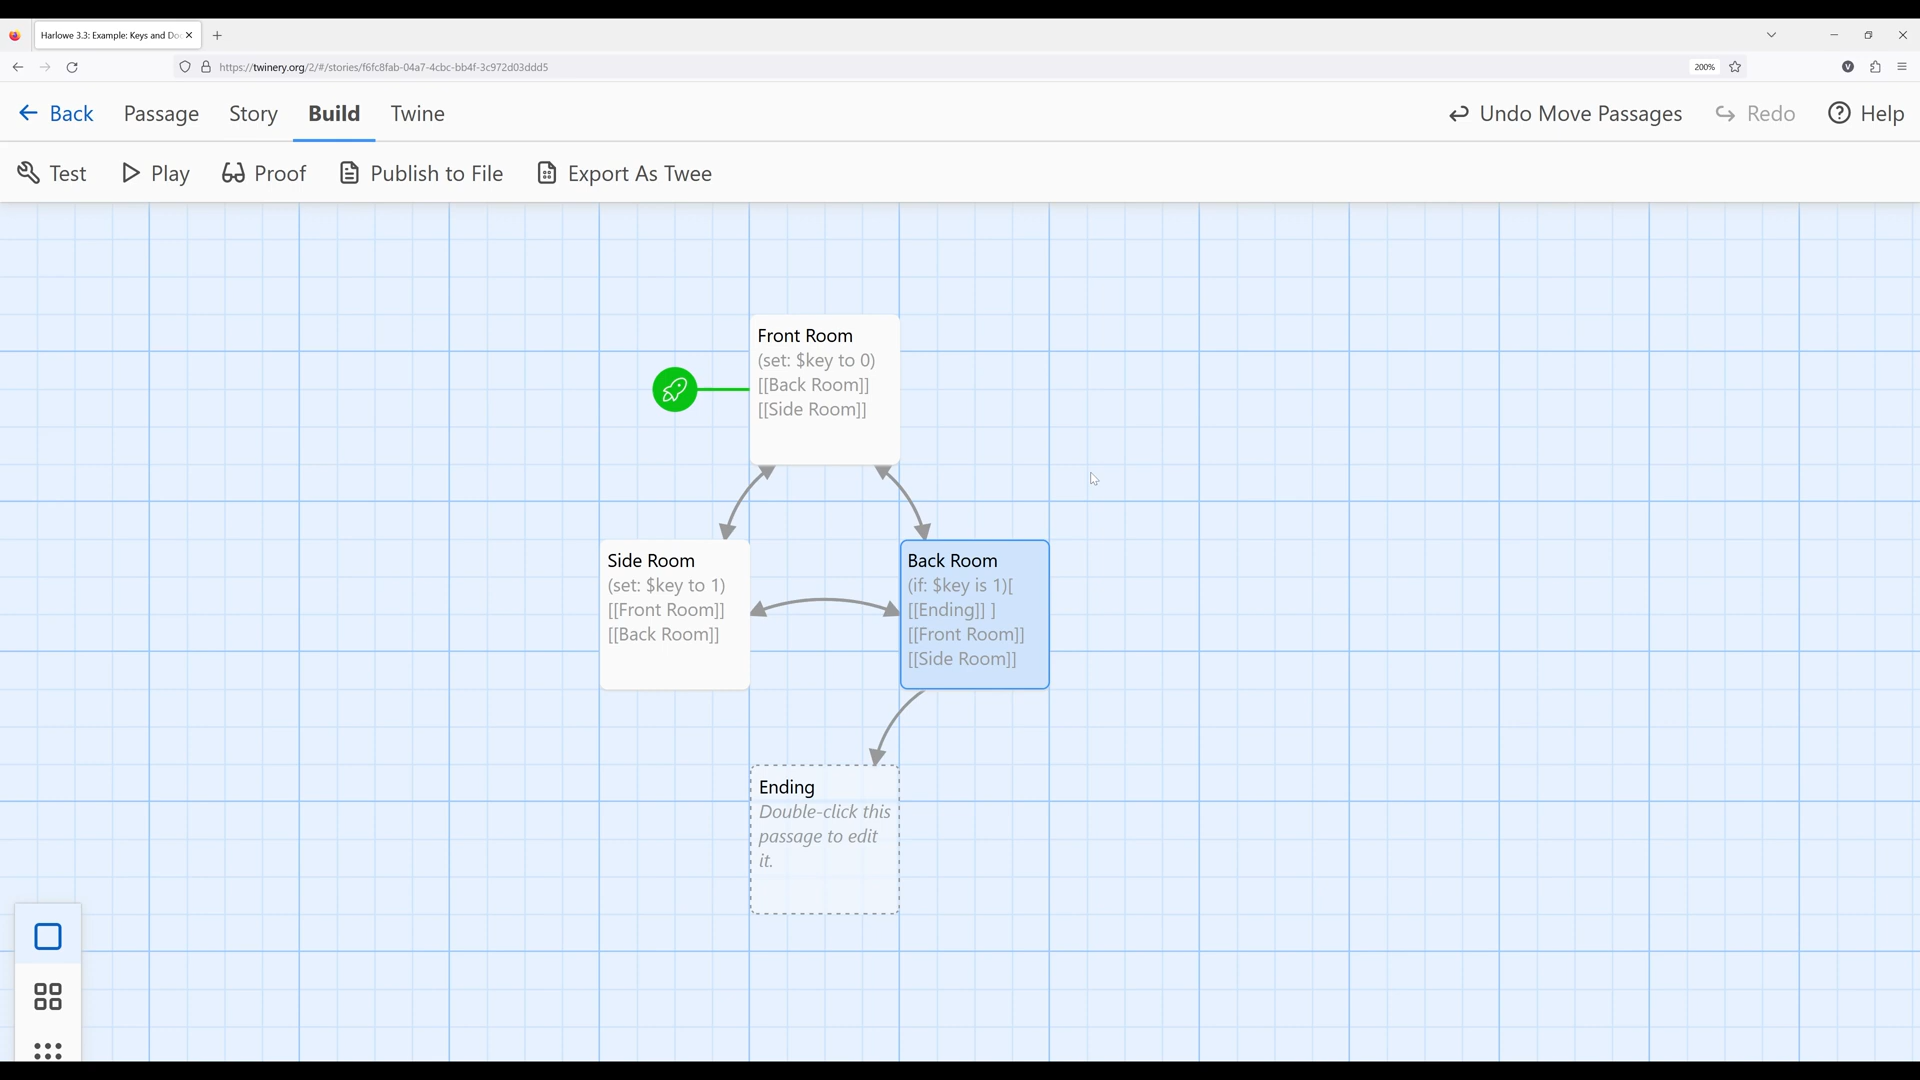 Harlowe 3.3: Example: Keys and Do
https://twinery.org/2/#/stories/f6fc8fab-04a7-4cbc-bb4f-3c972d03ddd5
200%
V
Back
Passage
Story
Build
Twine
Undo Move Passages
Redo
Help
Test
Play
Proof
Publish to File
Export As Twee
Front Room
(set: $key to 0)
[[Back Room]]
[[Side Room]]
Side Room
(set: $key to 1)
[[Front Room]]
[[Back Room]]
Back Room
(if: $key is 1)[
[[Ending]] ]
[[Front Room]]
[[Side Room]]
Ending
Double-click this
passage to edit
it.